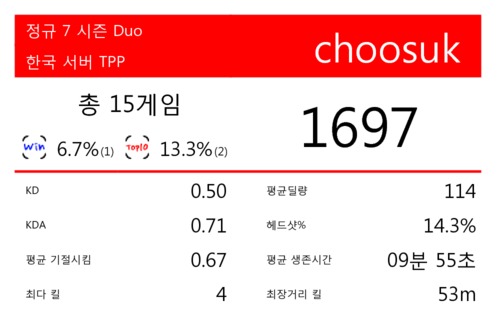 정규 7 시즌 Duo
한국 서버 TPP
choosuk
총 15게임
Win 6.7%(1) Top10 13.3%(2)
1697
KD 0.50
평균딜량 114
KDA 0.71
헤드샷% 14.3%
평균 기절시킴 0.67
평균 생존시간 09분 55초
최다 킬 4
최장거리 킬 53m